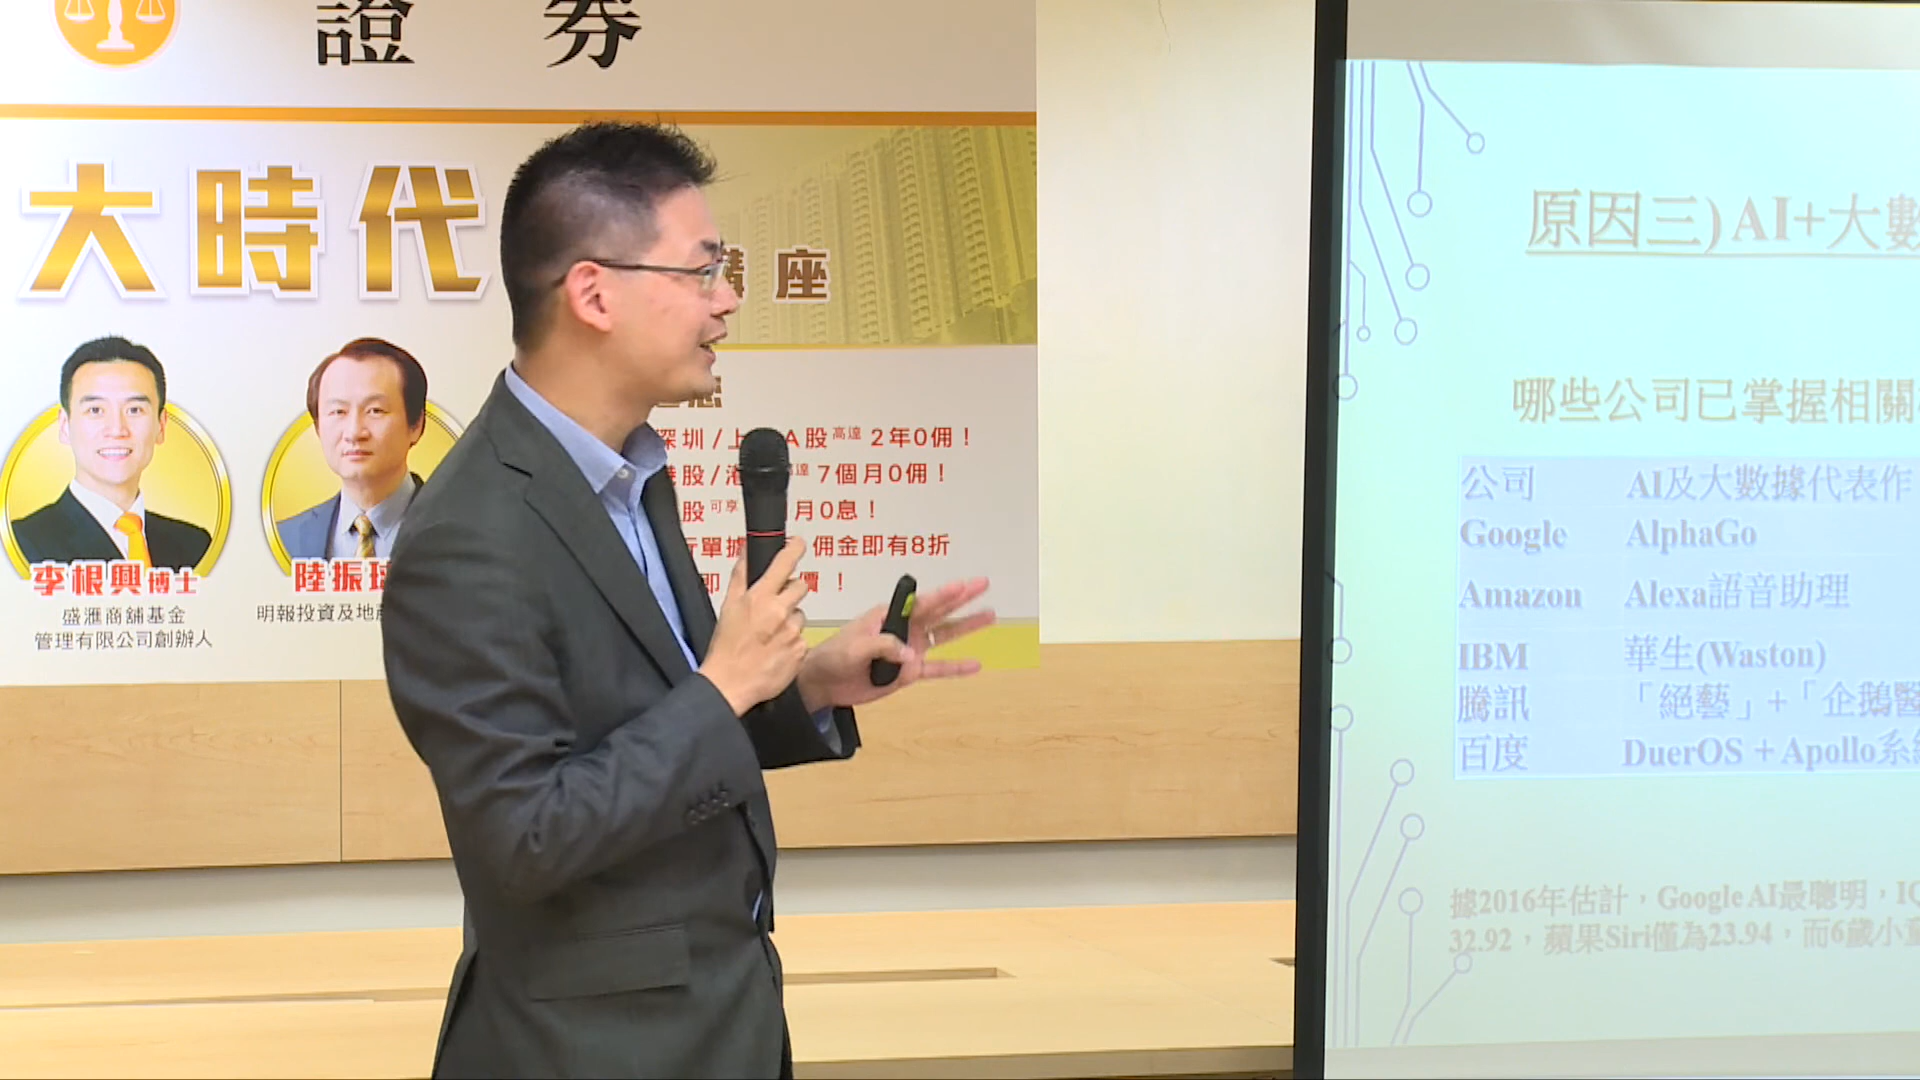 證 券
大時代
講座
深圳/上 A股高達2年0佣！
港股/港 高達7個月0佣！
股可享 月0息！
行單據 佣金即有8折
即 價！
李根興博士
盛滙商舖基金
管理有限公司創辦人
陸振球
明報投資及地產
原因三) AI+大數
哪些公司已掌握相關
公司 AI及大數據代表作
Google AlphaGo
Amazon Alexa語音助理
IBM 華生(Waston)
騰訊 「絕藝」+「企鵝醫
百度 DuerOS + Apollo系統
據2016年估計，Google AI最聰明，IQ
32.92，蘋果Siri僅為23.94，而6歲小童